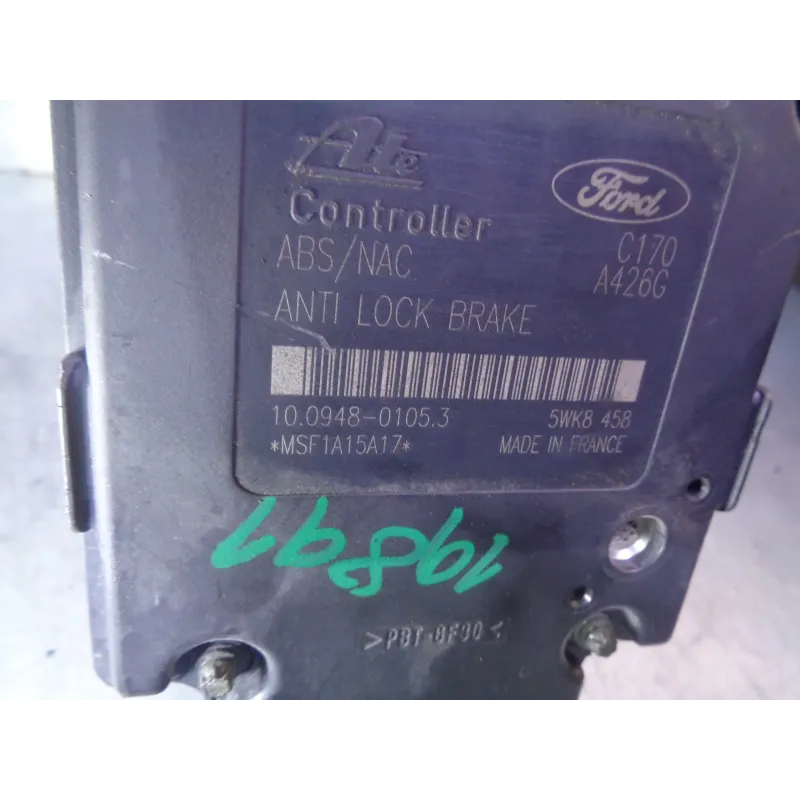 Ate
Controller
Ford
ABS/NAC
C170
A426G
ANTI LOCK BRAKE
10.0948-0105.3
5WK8 458
*MSF1A15A17*
MADE IN FRANCE
>PBT-GF30<